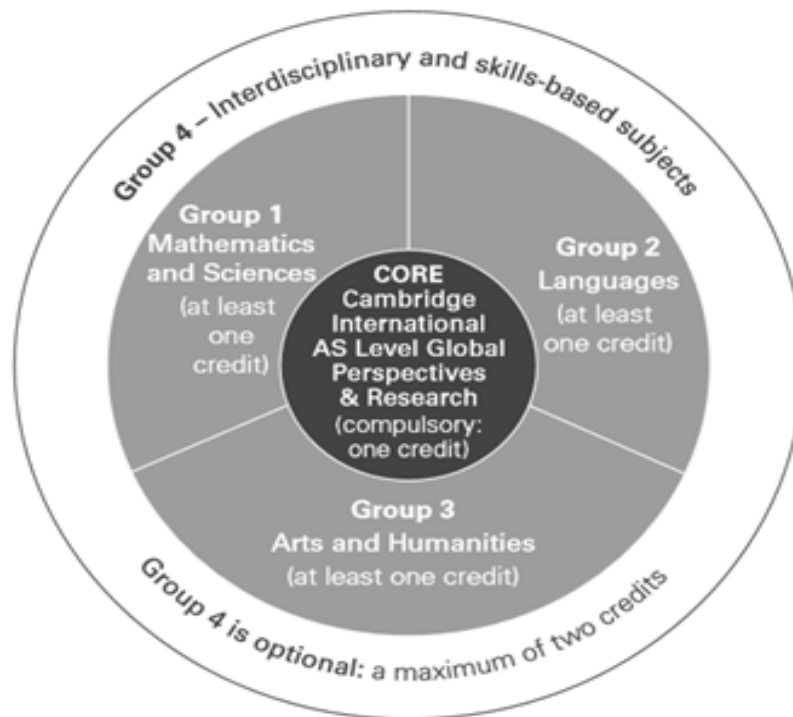 Group 4 – Interdisciplinary and skills-based subjects
Group 1
Mathematics
and Sciences
(at least
one
credit)
Group 2
Languages
(at least
one credit)
CORE
Cambridge
International
AS Level Global
Perspectives
& Research
(compulsory:
one credit)
Group 3
Arts and Humanities
(at least one credit)
Group 4 is optional: a maximum of two credits